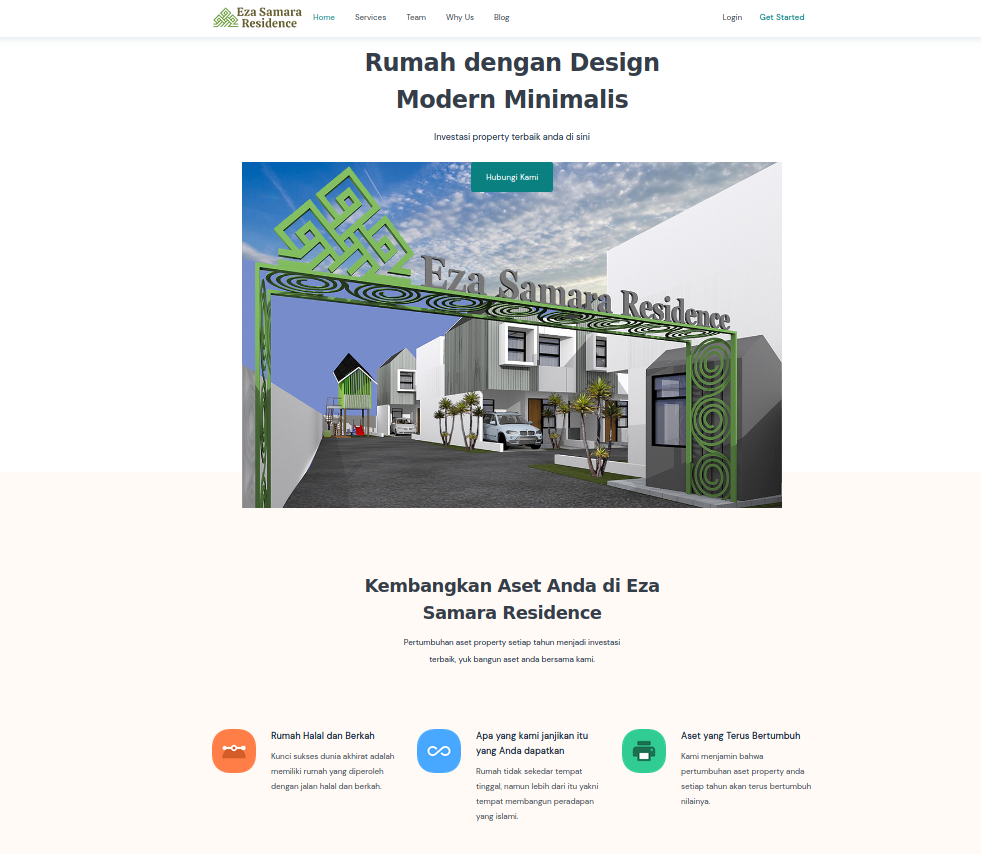 Eza Samara
Residence
Home
Services
Team
Why Us
Blog
Login
Get Started
Rumah dengan Design
Modern Minimalis
Investasi property terbaik anda di sini
Hubungi Kami
Eza Samara Residence
Kembangkan Aset Anda di Eza
Samara Residence
Pertumbuhan aset property setiap tahun menjadi investasi
terbaik, yuk bangun aset anda bersama kami.
Rumah Halal dan Berkah
Kunci sukses dunia akhirat adalah
memiliki rumah yang diperoleh
dengan jalan halal dan berkah.
Apa yang kami janjikan itu
yang Anda dapatkan
Rumah tidak sekedar tempat
tinggal, namun lebih dari itu yakni
tempat membangun peradapan
yang islami.
Aset yang Terus Bertumbuh
Kami menjamin bahwa
pertumbuhan aset property anda
setiap tahun akan terus bertumbuh
nilainya.